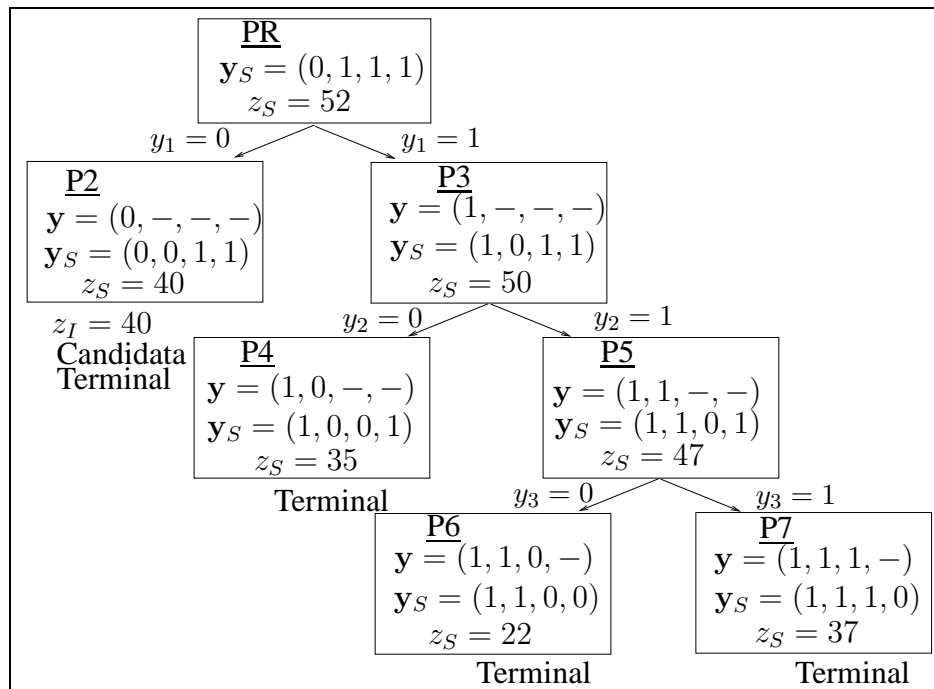 PR
y_S = (0, 1, 1, 1)
z_S = 52
y_1 = 0
y_1 = 1
P2
y = (0, −, −, −)
y_S = (0, 0, 1, 1)
z_S = 40
z_I = 40
Candidata
Terminal
P3
y = (1, −, −, −)
y_S = (1, 0, 1, 1)
z_S = 50
y_2 = 0
y_2 = 1
P4
y = (1, 0, −, −)
y_S = (1, 0, 0, 1)
z_S = 35
Terminal
P5
y = (1, 1, −, −)
y_S = (1, 1, 0, 1)
z_S = 47
y_3 = 0
y_3 = 1
P6
y = (1, 1, 0, −)
y_S = (1, 1, 0, 0)
z_S = 22
Terminal
P7
y = (1, 1, 1, −)
y_S = (1, 1, 1, 0)
z_S = 37
Terminal